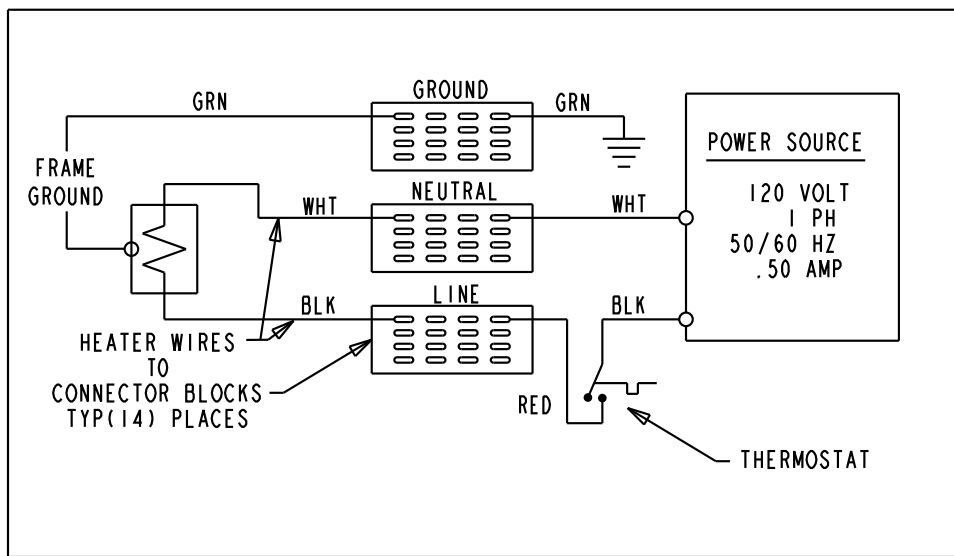 GROUND
GRN
GRN
FRAME
GROUND
POWER SOURCE
120 VOLT
1 PH
50/60 HZ
.50 AMP
NEUTRAL
WHT
WHT
LINE
BLK
BLK
HEATER WIRES
TO
CONNECTOR BLOCKS
TYP(14) PLACES
RED
THERMOSTAT